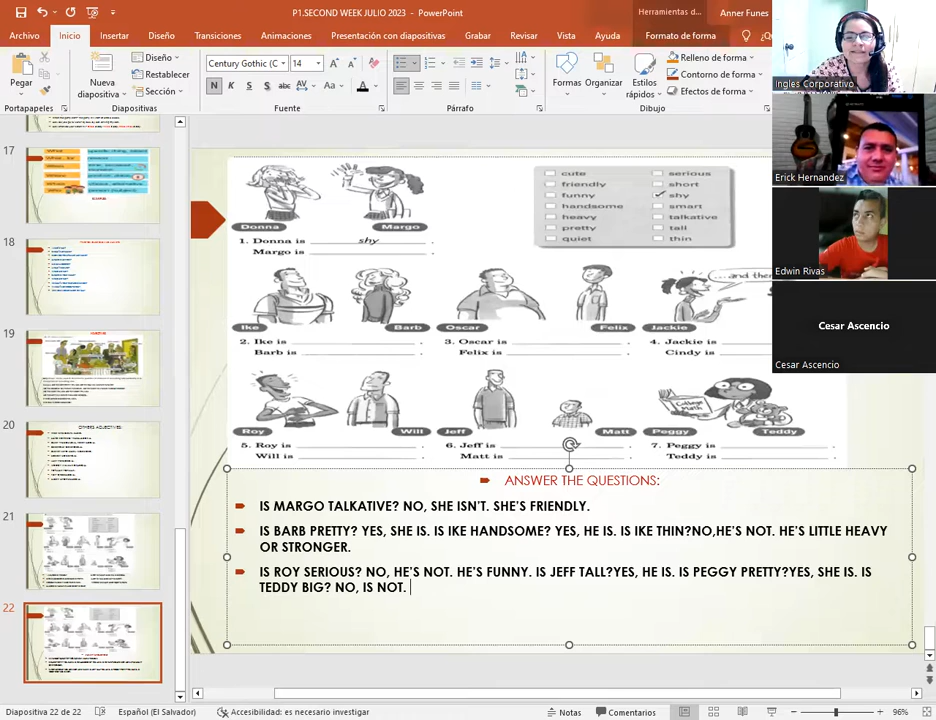 P1.SECOND WEEK JULIO 2023 - PowerPoint
Herramientas d...
Anner Funes
Archivo Inicio Insertar Diseño Transiciones Animaciones Presentación con diapositivas Grabar Revisar Vista Ayuda Formato de forma
Pegar
Nueva diapositiva
Diseño
Restablecer
Sección
Century Gothic (C 14
N K S abc AV Aa A
Formas Organizar Estilos rápidos
Relleno de forma
Contorno de forma
Efectos de forma
Portapapeles Diapositivas Fuente Párrafo Dibujo
Ingles Corporativo
Erick Hernandez
Edwin Rivas
Cesar Ascencio
Cesar Ascencio
17
18
19
20
21
22
cute serious
friendly short
funny shy
handsome smart
heavy talkative
pretty tall
quiet thin
Donna Margo
1. Donna is shy .
Margo is .
...and the
Ike Barb Oscar Felix Jackie
2. Ike is . 3. Oscar is . 4. Jackie is
Barb is . Felix is . Cindy is
College Math
Roy Will Jeff Matt Peggy Teddy
5. Roy is . 6. Jeff is . 7. Peggy is .
Will is . Matt is . Teddy is .
ANSWER THE QUESTIONS:
IS MARGO TALKATIVE? NO, SHE ISN'T. SHE'S FRIENDLY.
IS BARB PRETTY? YES, SHE IS. IS IKE HANDSOME? YES, HE IS. IS IKE THIN?NO,HE'S NOT. HE'S LITTLE HEAVY
OR STRONGER.
IS ROY SERIOUS? NO, HE'S NOT. HE'S FUNNY. IS JEFF TALL?YES, HE IS. IS PEGGY PRETTY?YES, SHE IS. IS
TEDDY BIG? NO, IS NOT.
Diapositiva 22 de 22 Español (El Salvador) Accesibilidad: es necesario investigar Notas Comentarios 96%